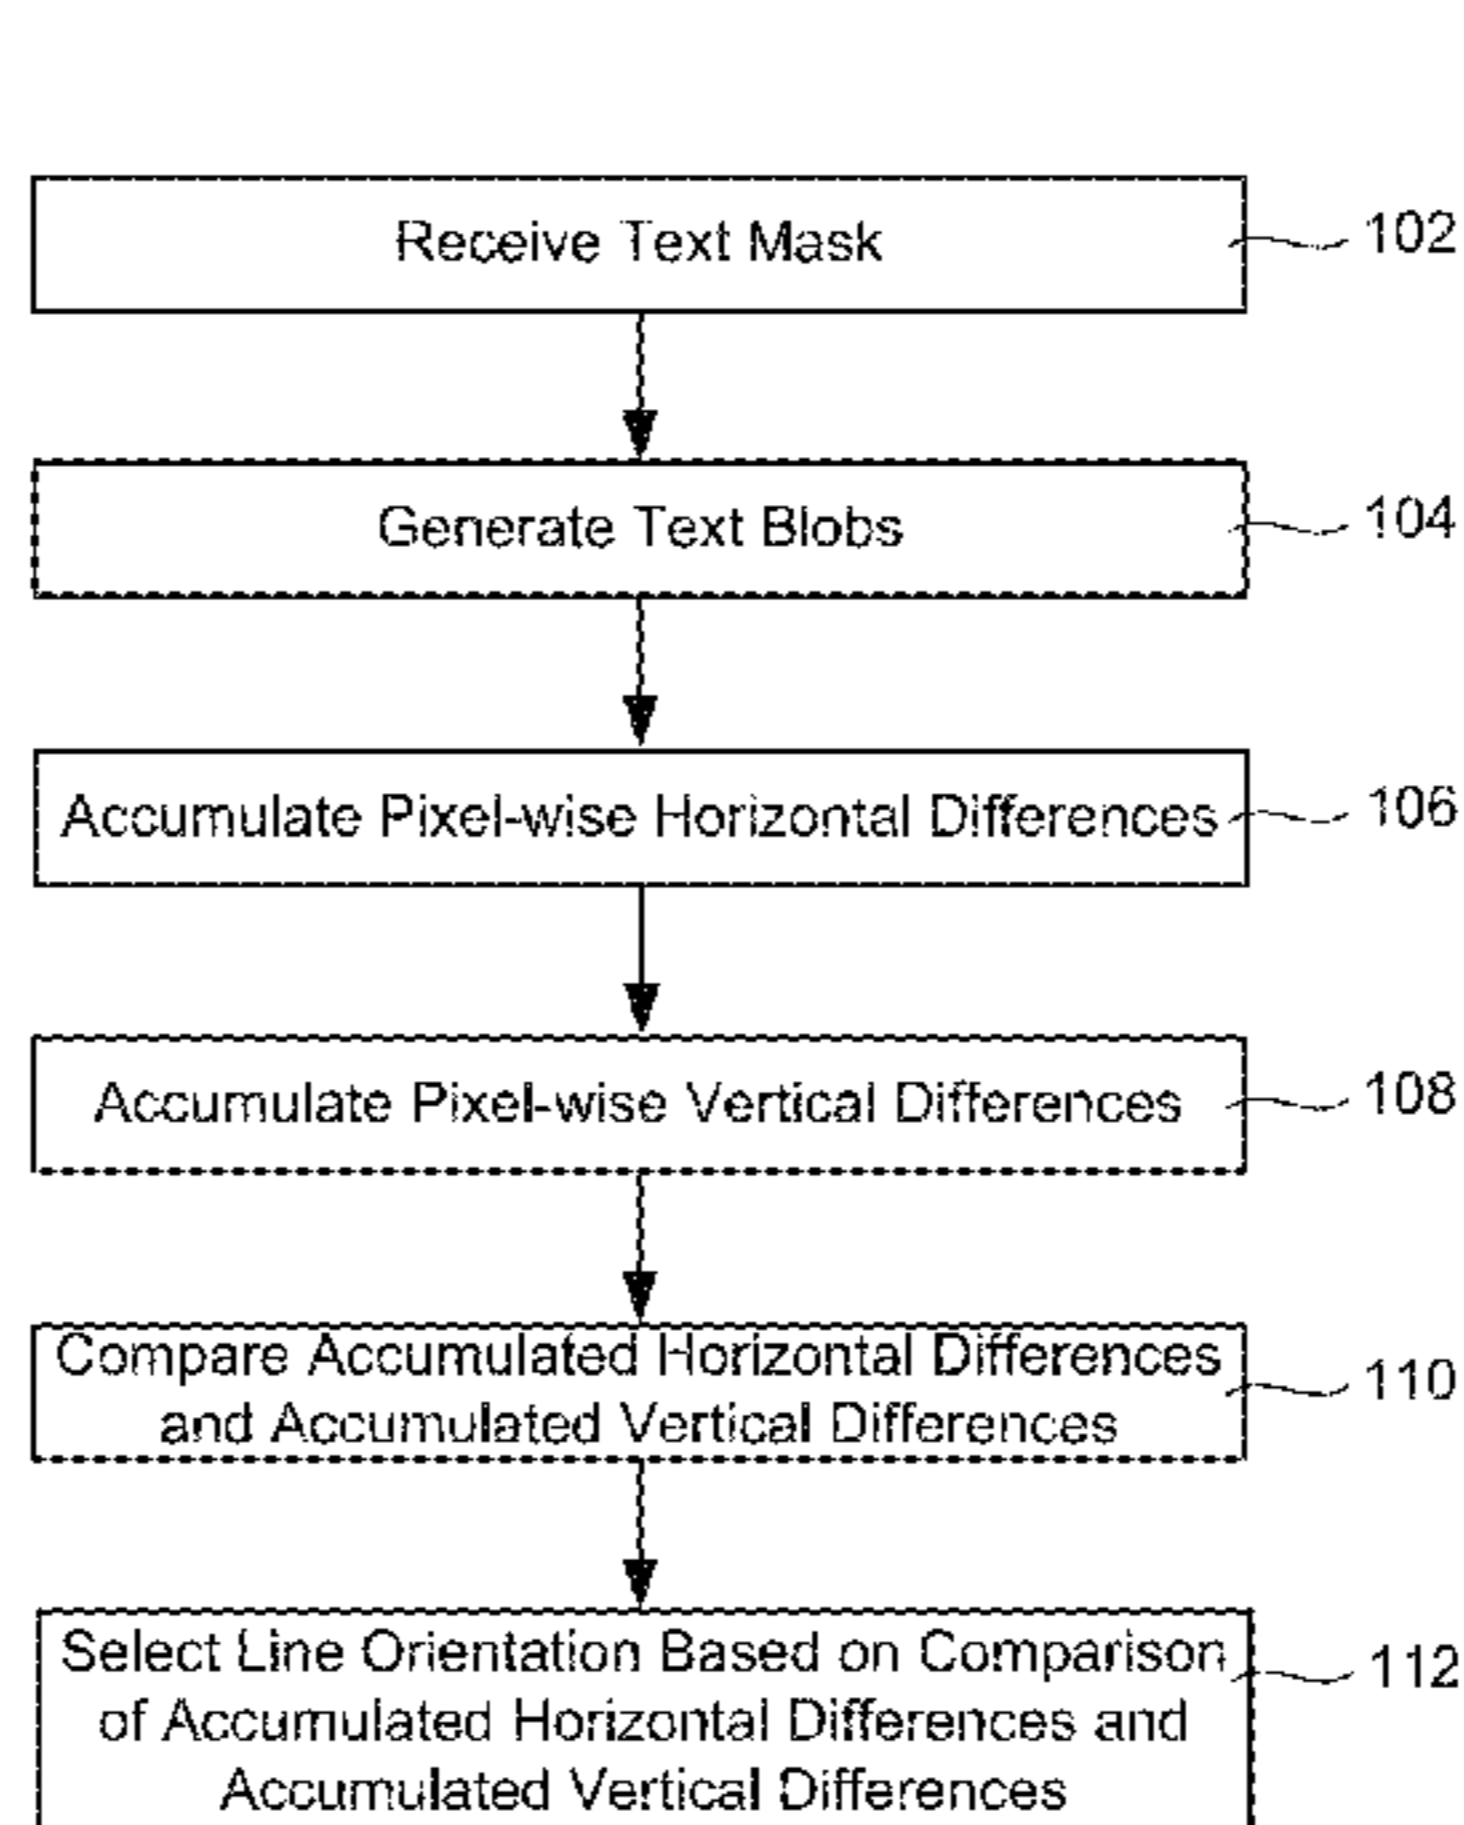 Receive Text Mask
102
Generate Text Blobs
104
Accumulate Pixel-wise Horizontal Differences
106
Accumulate Pixel-wise Vertical Differences
108
Compare Accumulated Horizontal Differences
and Accumulated Vertical Differences
110
Select Line Orientation Based on Comparison
of Accumulated Horizontal Differences and
Accumulated Vertical Differences
112